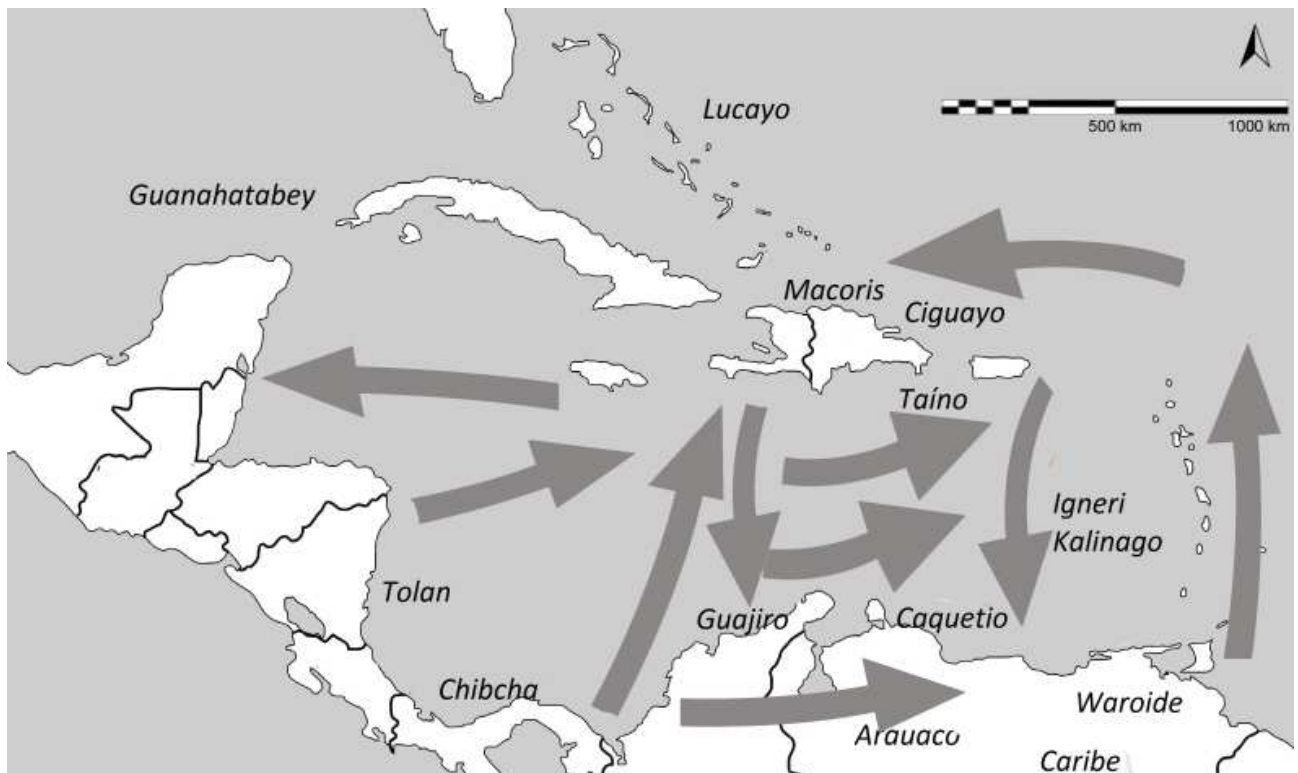 Lucayo
500 km
1000 km
Guanahatabey
Macoris
Ciguayo
Taíno
Igneri
Kalinago
Tolan
Guajiro
Caquetio
Chibcha
Waroide
Arauaco
Caribe